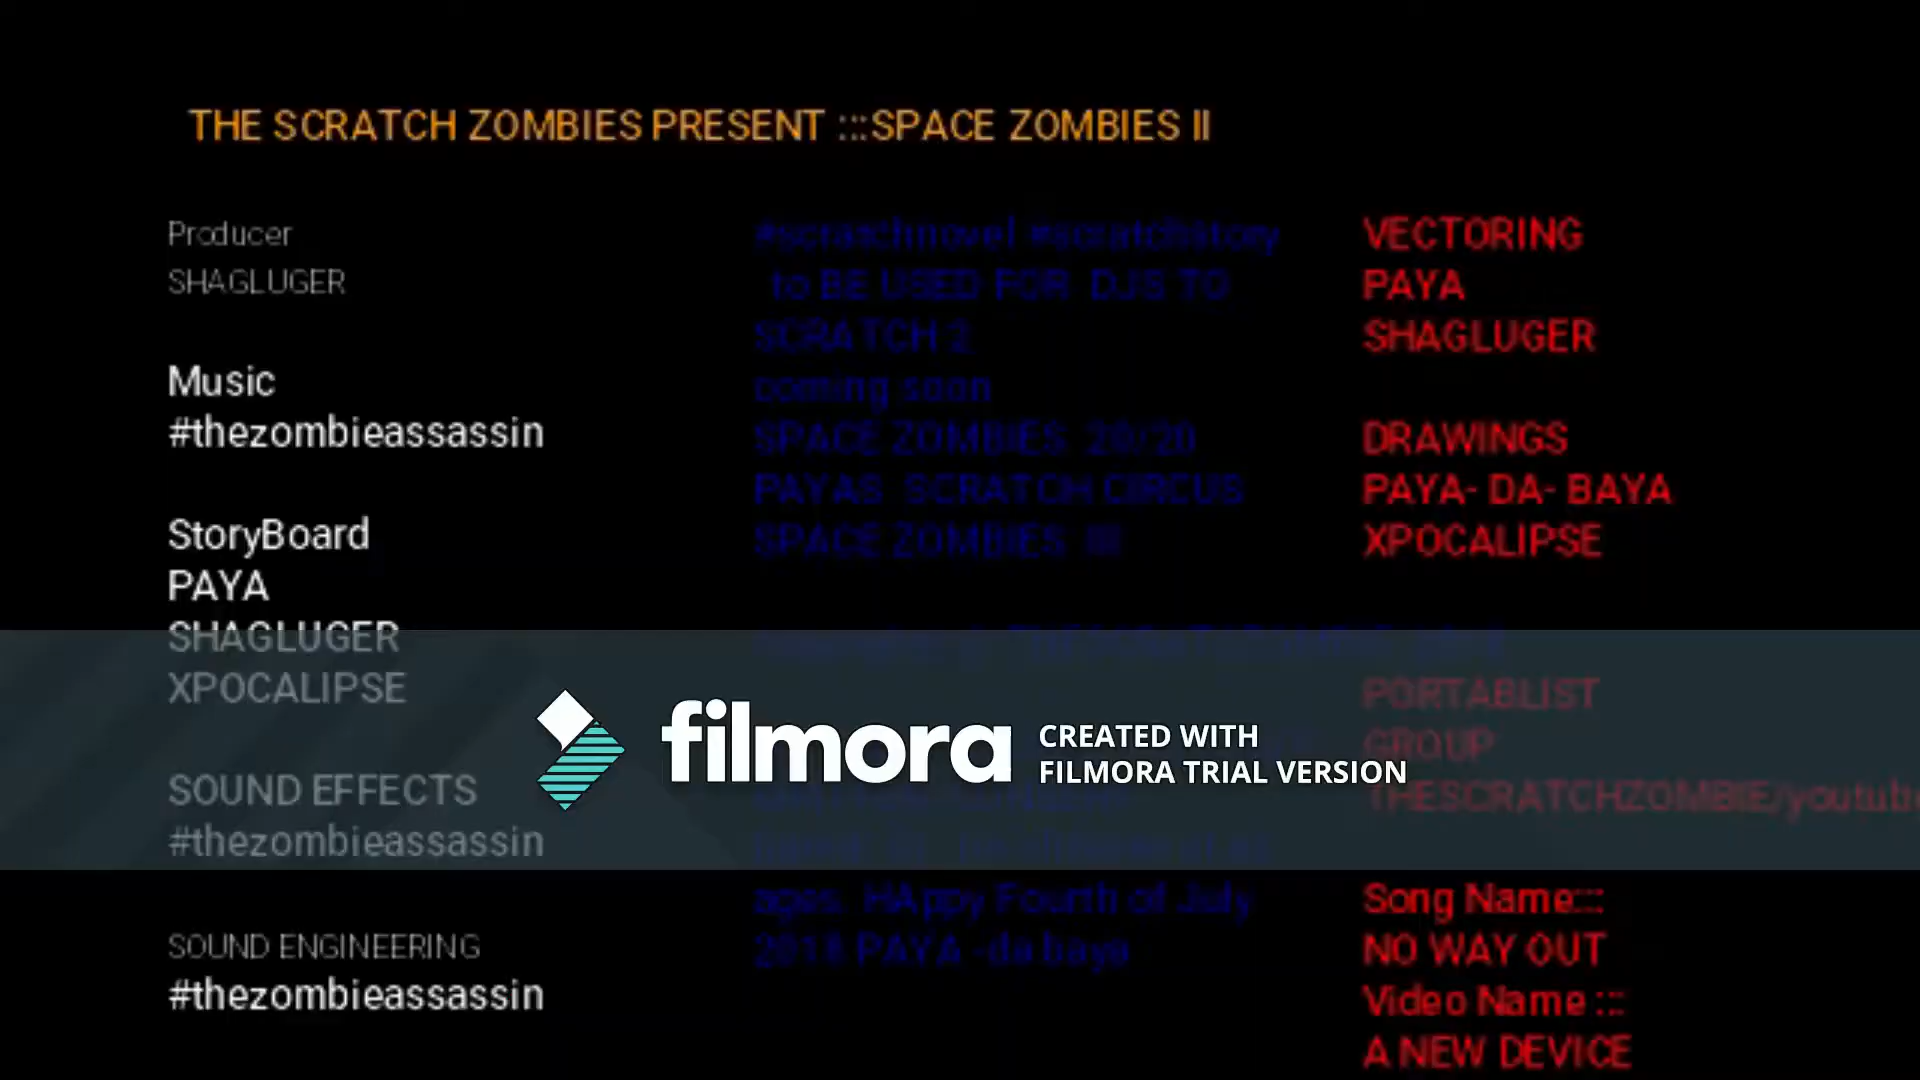 THE SCRATCH ZOMBIES PRESENT :::SPACE ZOMBIES II
Producer
SHAGLUGER
Music
#thezombieassassin
StoryBoard
PAYA
SHAGLUGER
XPOCALIPSE
SOUND EFFECTS
#thezombieassassin
SOUND ENGINEERING
#thezombieassassin
#scratchnovel #scratchstory
to BE USED FOR DJS TO
SCRATCH 2
coming soon
SPACE ZOMBIES 20/20
PAYAS SCRATCH CIRCUS
SPACE ZOMBIES III
ages. HAppy Fourth of July
2018 PAYA -da baya
VECTORING
PAYA
SHAGLUGER
DRAWINGS
PAYA- DA- BAYA
XPOCALIPSE
PORTABLIST
GROUP
THESCRATCHZOMBIE/youtube
Song Name:::
NO WAY OUT
Video Name :::
A NEW DEVICE
filmora
CREATED WITH
FILMORA TRIAL VERSION